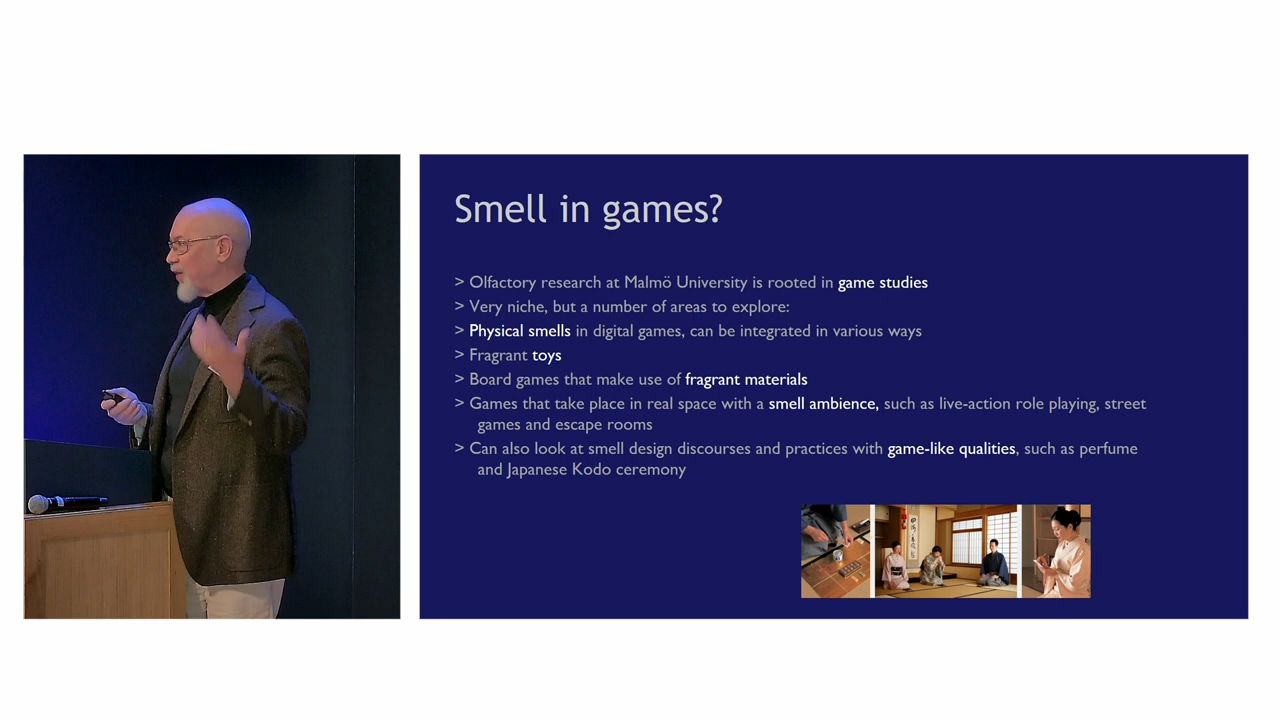 Smell in games?
> Olfactory research at Malmö University is rooted in game studies
> Very niche, but a number of areas to explore:
> Physical smells in digital games, can be integrated in various ways
> Fragrant toys
> Board games that make use of fragrant materials
> Games that take place in real space with a smell ambience, such as live-action role playing, street
games and escape rooms
> Can also look at smell design discourses and practices with game-like qualities, such as perfume
and Japanese Kodo ceremony